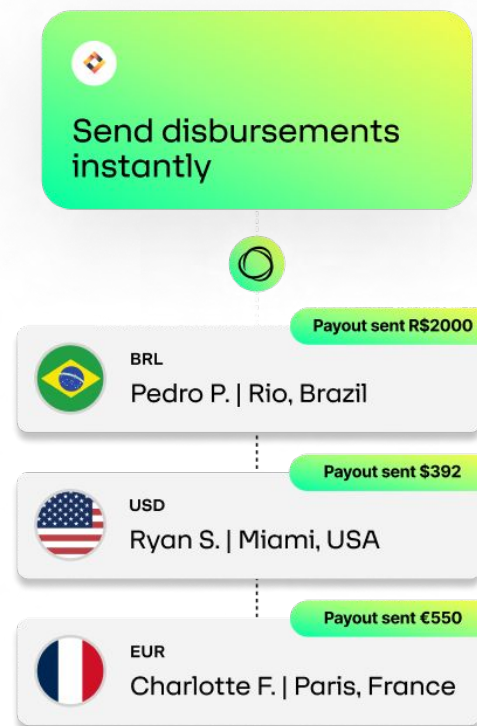 Send disbursements
instantly
Payout sent R$2000
BRL
Pedro P. | Rio, Brazil
Payout sent $392
USD
Ryan S. | Miami, USA
Payout sent €550
EUR
Charlotte F. | Paris, France